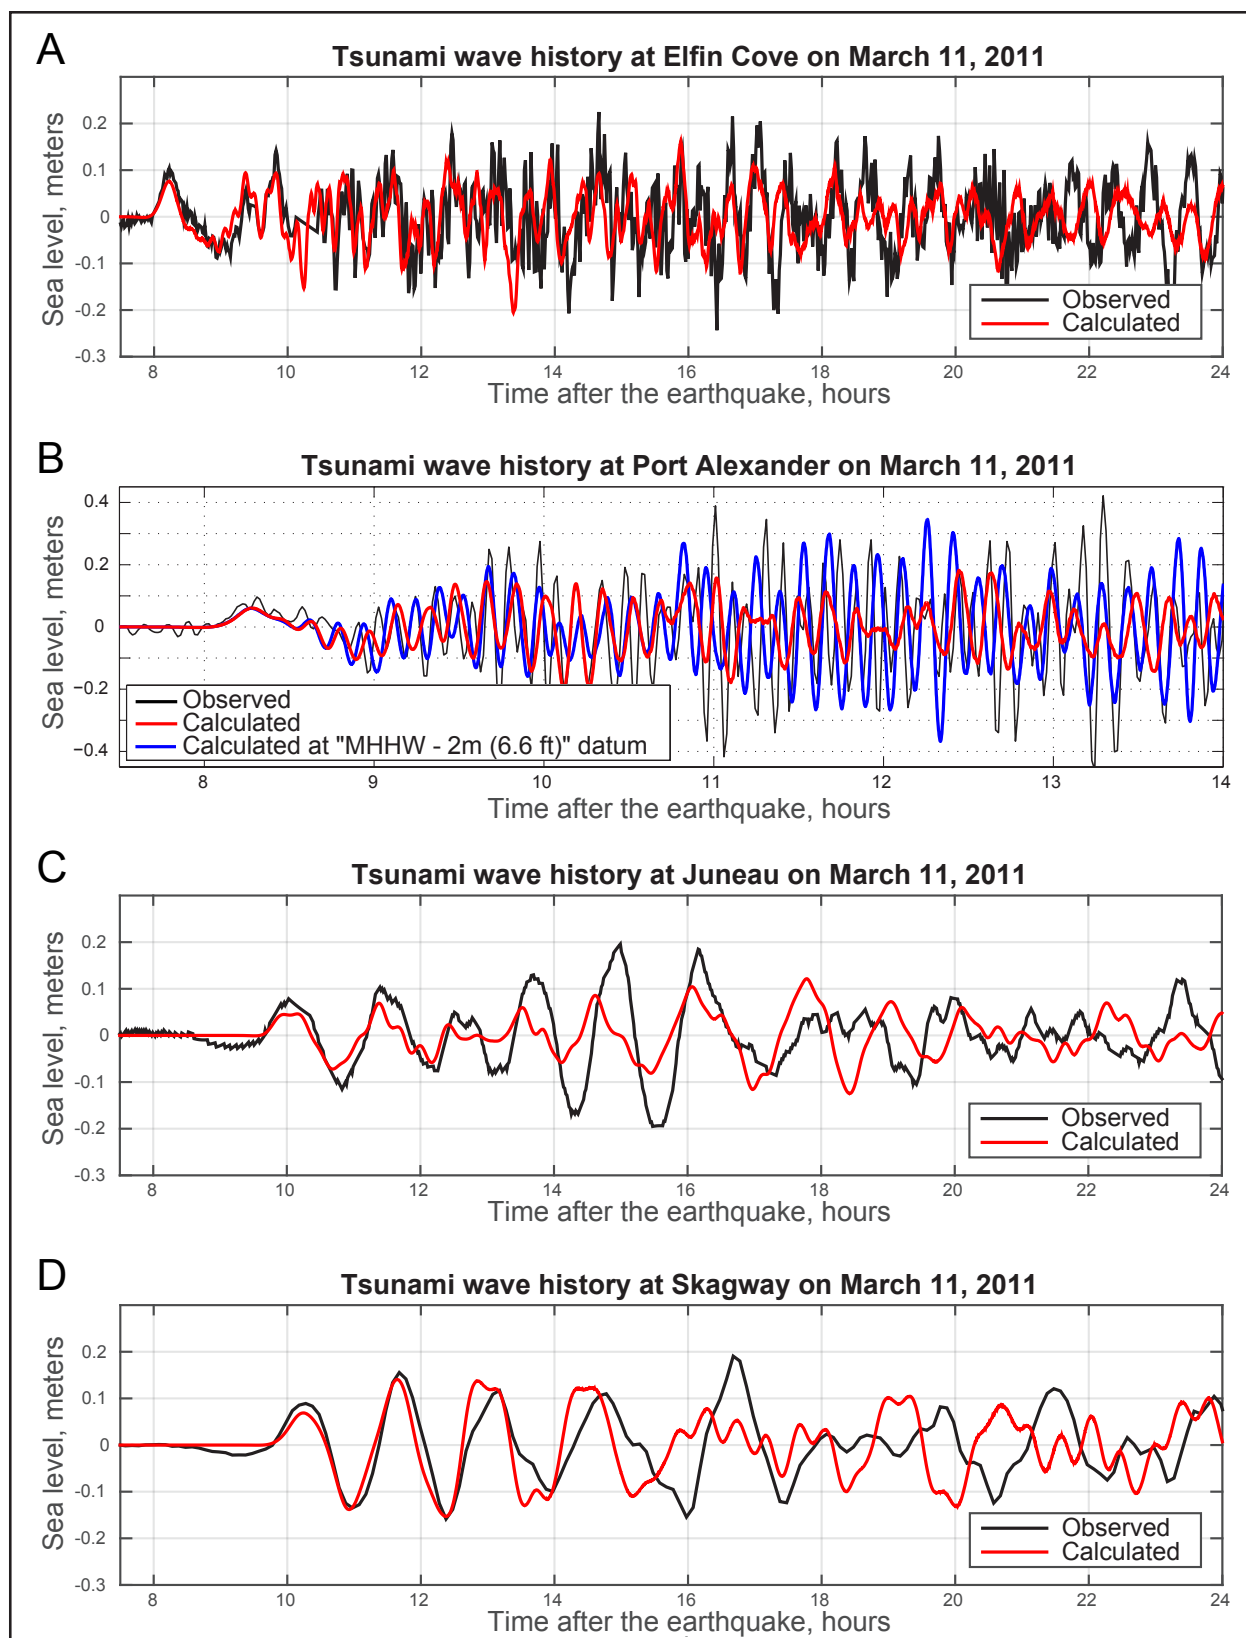 A
Tsunami wave history at Elfin Cove on March 11, 2011
Sea level, meters
0.2
0.1
0
-0.1
-0.2
-0.3
Observed
Calculated
8 10 12 14 16 18 20 22 24
Time after the earthquake, hours
B
Tsunami wave history at Port Alexander on March 11, 2011
Sea level, meters
0.4
0.2
0
−0.2
−0.4
Observed
Calculated
Calculated at "MHHW - 2m (6.6 ft)" datum
8 9 10 11 12 13 14
Time after the earthquake, hours
C
Tsunami wave history at Juneau on March 11, 2011
Sea level, meters
0.2
0.1
0
-0.1
-0.2
-0.3
Observed
Calculated
8 10 12 14 16 18 20 22 24
Time after the earthquake, hours
D
Tsunami wave history at Skagway on March 11, 2011
Sea level, meters
0.2
0.1
0
-0.1
-0.2
-0.3
Observed
Calculated
8 10 12 14 16 18 20 22 24
Time after the earthquake, hours